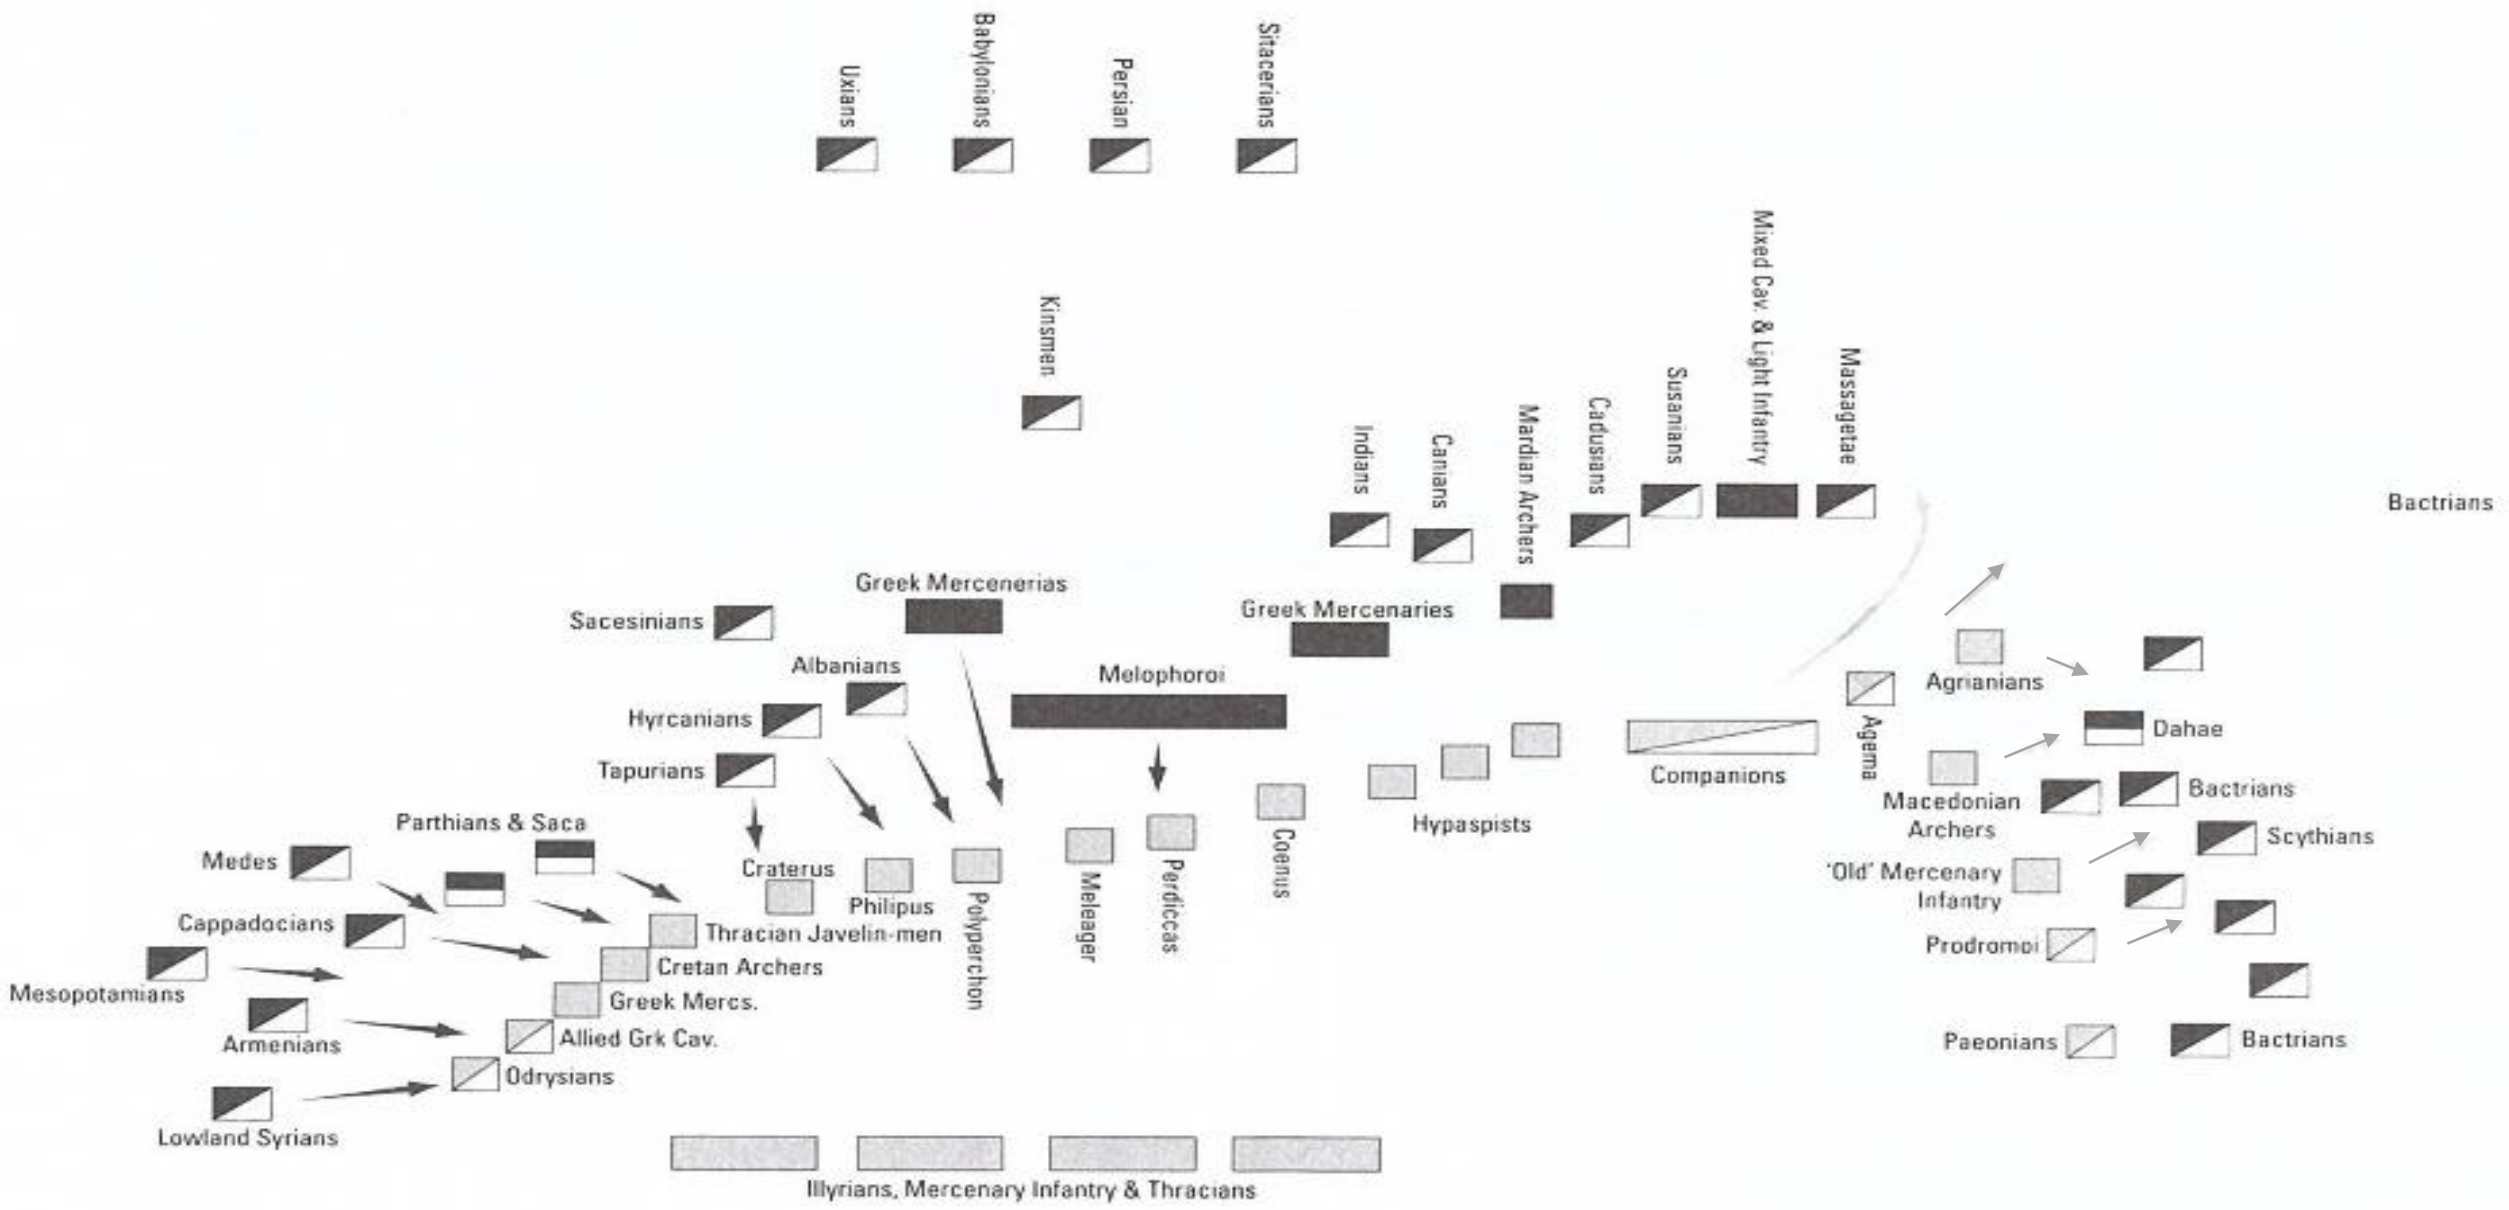 Uxians
Babylonians
Persian
Sitacerians
Kinsmen
Indians
Canians
Mardian Archers
Cadusians
Susanians
Mixed Cav. & Light Infantry
Massagetae
Bactrians
Greek Mercenerias
Sacesinians
Greek Mercenaries
Albanians
Melophoroi
Agrianians
Hyrcanians
Agema
Dahae
Tapurians
Companions
Bactrians
Macedonian
Archers
Parthians & Saca
Hypaspists
Scythians
Medes
Craterus
Coenus
'Old' Mercenary
Infantry
Philipus
Polyperchon
Meleager
Perdiccas
Cappadocians
Thracian Javelin-men
Prodromoi
Cretan Archers
Mesopotamians
Greek Mercs.
Armenians
Allied Grk Cav.
Paeonians
Bactrians
Odrysians
Lowland Syrians
Illyrians, Mercenary Infantry & Thracians